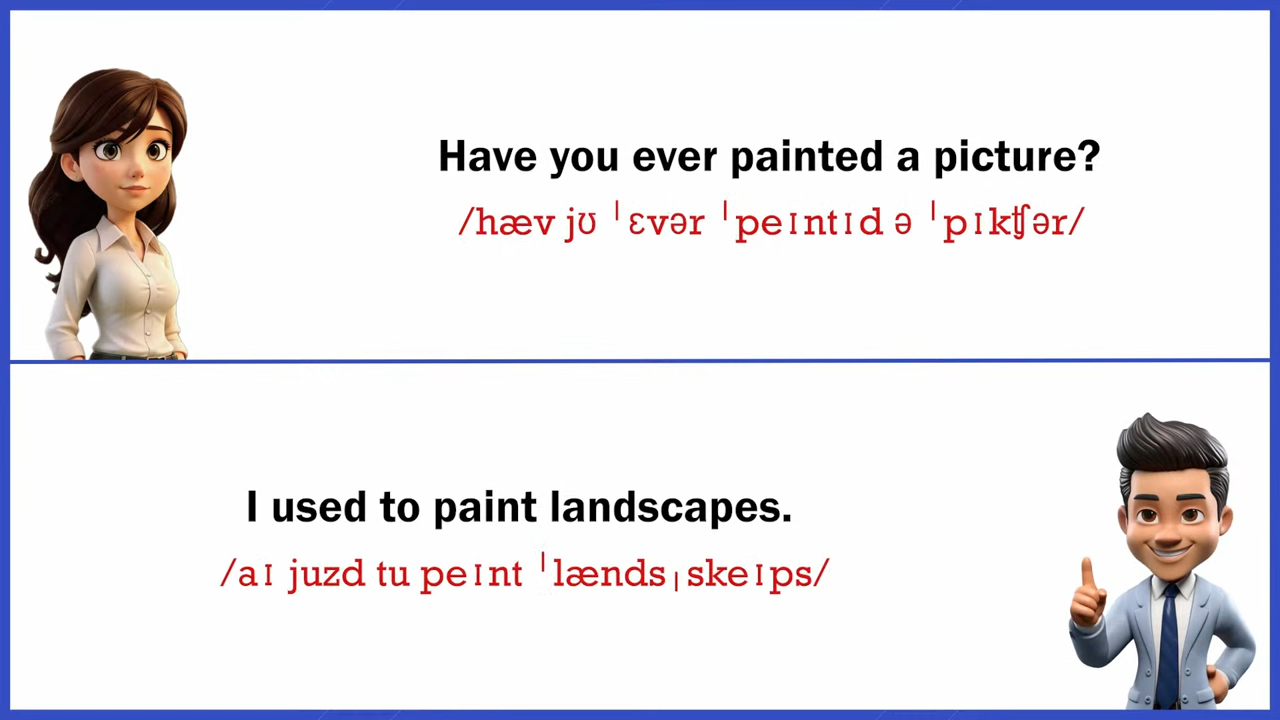 Have you ever painted a picture?
/hæv jʊ ˈɛvər ˈpeɪntɪd ə ˈpɪkʧər/
I used to paint landscapes.
/aɪ juzd tu peɪnt ˈlændsˌskeɪps/